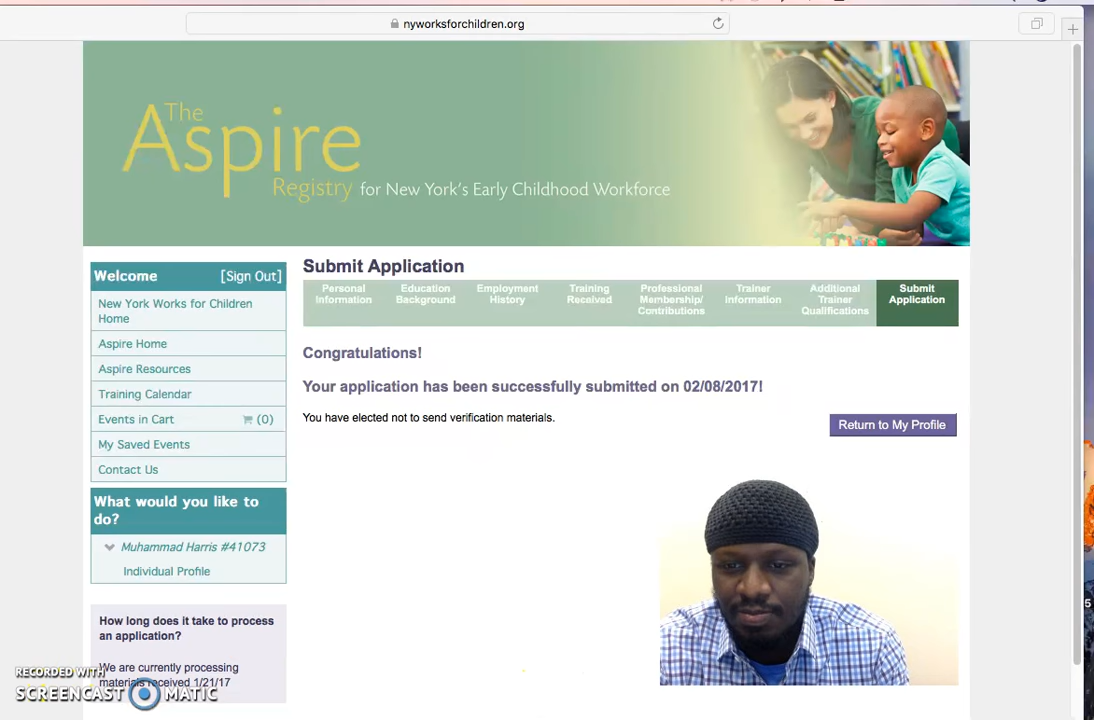 nyworksforchildren.org
The
Aspire
Registry for New York's Early Childhood Workforce
Welcome [Sign Out]
New York Works for Children
Home
Aspire Home
Aspire Resources
Training Calendar
Events in Cart (0)
My Saved Events
Contact Us
What would you like to
do?
Muhammad Harris #41073
Individual Profile
How long does it take to process
an application?
We are currently processing
materials received 1/21/17
Submit Application
Personal
Information
Education
Background
Employment
History
Training
Received
Professional
Membership/
Contributions
Trainer
Information
Additional
Trainer
Qualifications
Submit
Application
Congratulations!
Your application has been successfully submitted on 02/08/2017!
You have elected not to send verification materials.
Return to My Profile
5
RECORDED WITH
SCREENCAST MATIC